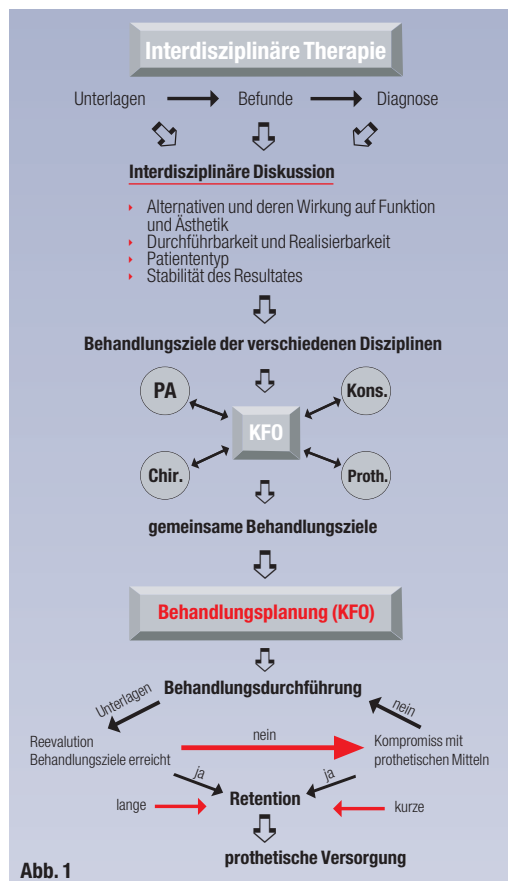 Interdisziplinäre Therapie
Unterlagen Befunde Diagnose
Interdisziplinäre Diskussion
Alternativen und deren Wirkung auf Funktion
und Ästhetik
Durchführbarkeit und Realisierbarkeit
Patiententyp
Stabilität des Resultates
Behandlungsziele der verschiedenen Disziplinen
PA
Kons.
KFO
Chir.
Proth.
gemeinsame Behandlungsziele
Behandlungsplanung (KFO)
Behandlungsdurchführung
Unterlagen
nein
Reevalution
Behandlungsziele erreicht
nein
Kompromiss mit
prothetischen Mitteln
ja
ja
lange
Retention
kurze
prothetische Versorgung
Abb. 1